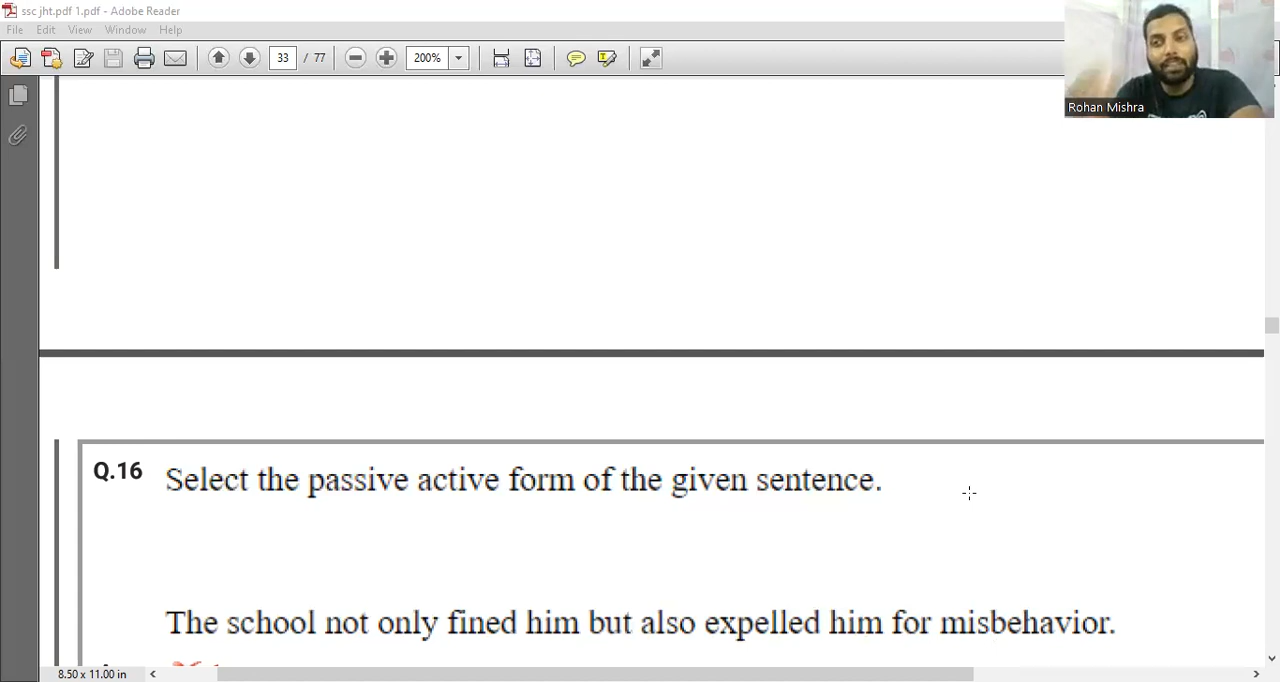 ssc jht.pdf 1.pdf - Adobe Reader
File Edit View Window Help
33 / 77 200%
Rohan Mishra
Q.16 Select the passive active form of the given sentence.
The school not only fined him but also expelled him for misbehavior.
8.50 x 11.00 in